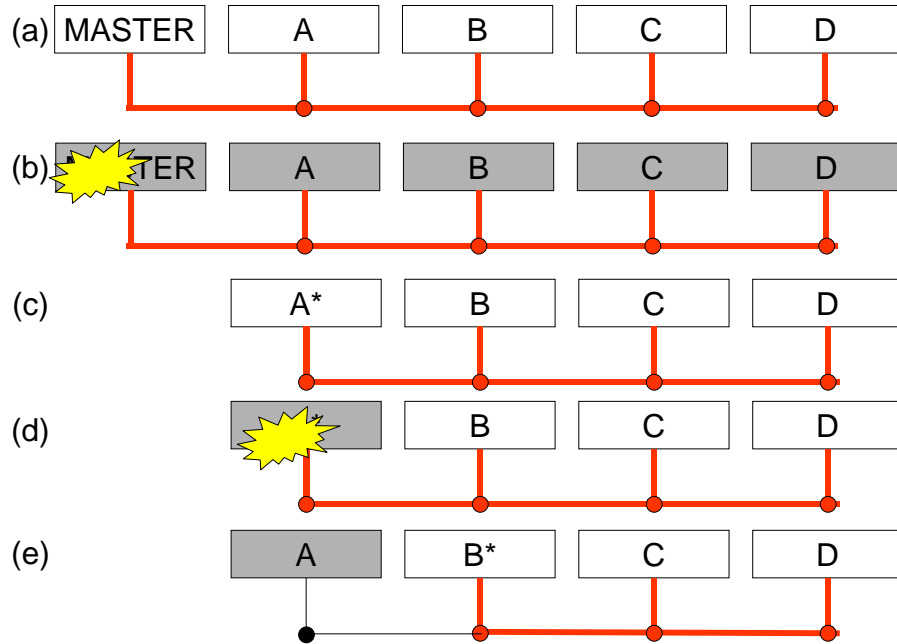 (a) MASTER A B C D
(b) TER A B C D
(c) A* B C D
(d) * B C D
(e) A B* C D